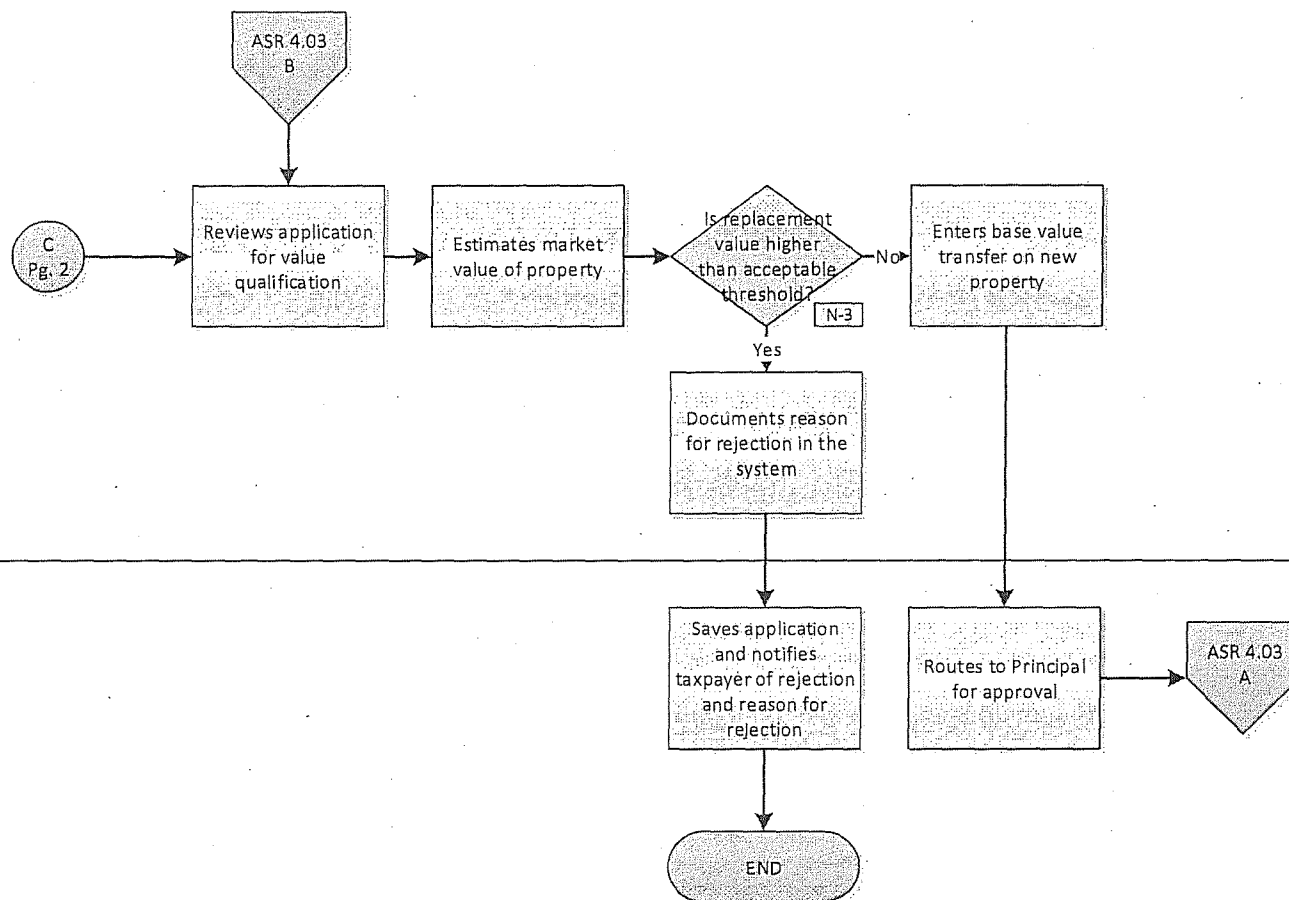 ASR 4.03
B
C
Pg. 2
Reviews application
for value
qualification
Estimates market
value of property
Is replacement
value higher
than acceptable
threshold?
N-3
No
Enters base value
transfer on new
property
Yes
Documents reason
for rejection in the
system
Saves application
and notifies
taxpayer of rejection
and reason for
rejection
Routes to Principal
for approval
ASR 4.03
A
END